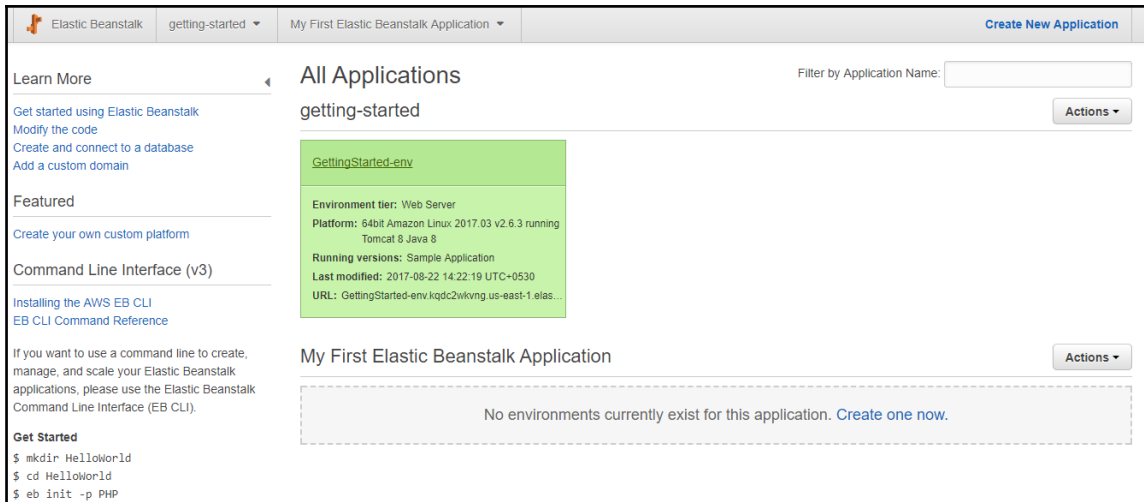 Elastic Beanstalk
getting-started
My First Elastic Beanstalk Application
Create New Application
Learn More
Get started using Elastic Beanstalk
Modify the code
Create and connect to a database
Add a custom domain
Featured
Create your own custom platform
Command Line Interface (v3)
Installing the AWS EB CLI
EB CLI Command Reference
If you want to use a command line to create,
manage, and scale your Elastic Beanstalk
applications, please use the Elastic Beanstalk
Command Line Interface (EB CLI).
Get Started
$ mkdir HelloWorld
$ cd HelloWorld
$ eb init -p PHP
All Applications
Filter by Application Name:
getting-started
Actions
GettingStarted-env
Environment tier: Web Server
Platform: 64bit Amazon Linux 2017.03 v2.6.3 running
Tomcat 8 Java 8
Running versions: Sample Application
Last modified: 2017-08-22 14:22:19 UTC+0530
URL: GettingStarted-env.kqdc2wkvng.us-east-1.elas...
My First Elastic Beanstalk Application
Actions
No environments currently exist for this application. Create one now.